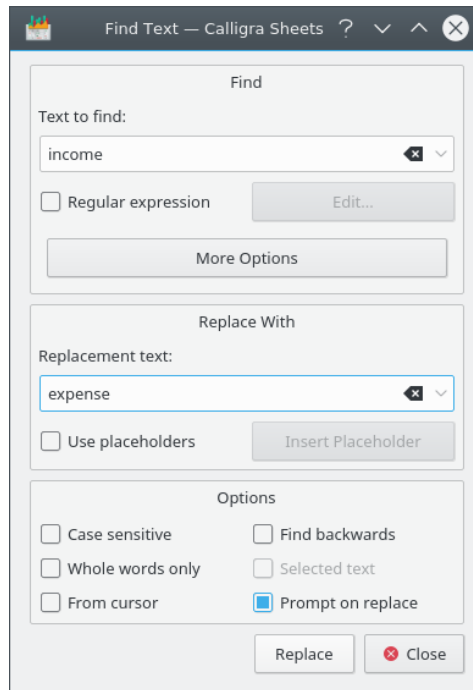 Find Text — Calligra Sheets
Find
Text to find:
income
Regular expression
Edit...
More Options
Replace With
Replacement text:
expense
Use placeholders
Insert Placeholder
Options
Case sensitive
Find backwards
Whole words only
Selected text
From cursor
Prompt on replace
Replace
Close